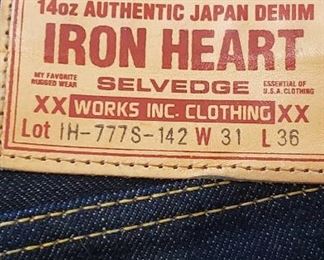 14oz AUTHENTIC JAPAN DENIM
IRON HEART
MY FAVORITE
RUGGED WEAR
SELVEDGE
ESSENTIAL OF
U.S.A. CLOTHING
XX WORKS INC. CLOTHING XX
Lot IH-777S-142 W 31 L 36